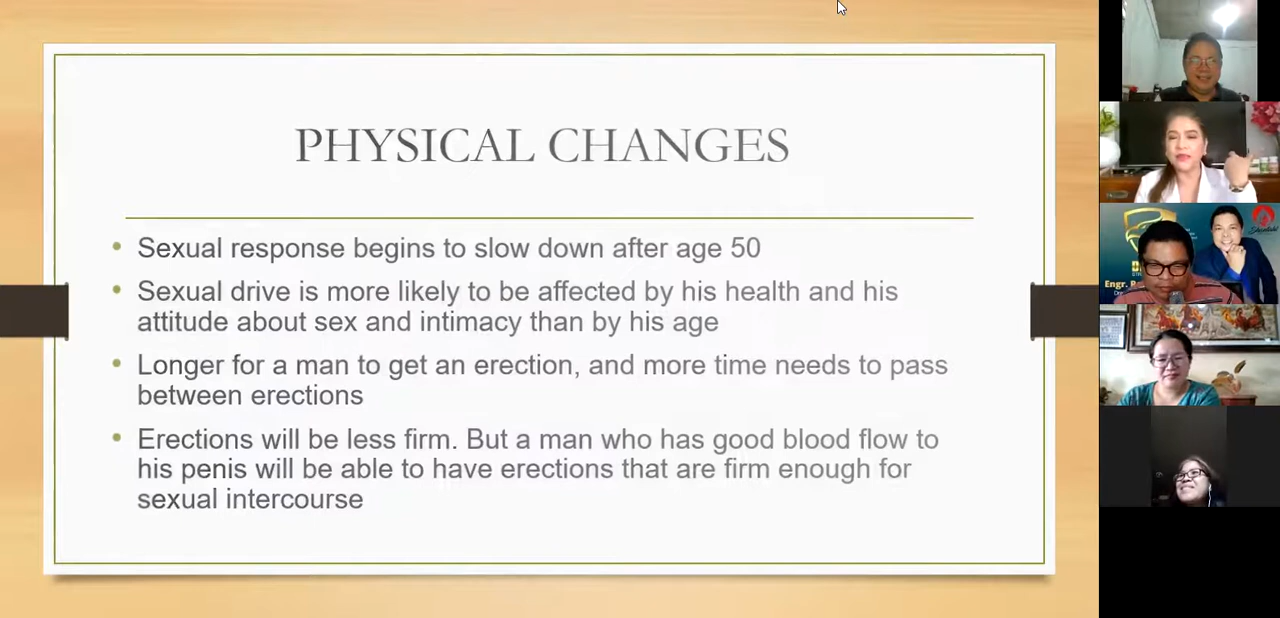 PHYSICAL CHANGES
• Sexual response begins to slow down after age 50
• Sexual drive is more likely to be affected by his health and his
attitude about sex and intimacy than by his age
• Longer for a man to get an erection, and more time needs to pass
between erections
• Erections will be less firm. But a man who has good blood flow to
his penis will be able to have erections that are firm enough for
sexual intercourse
Engr.